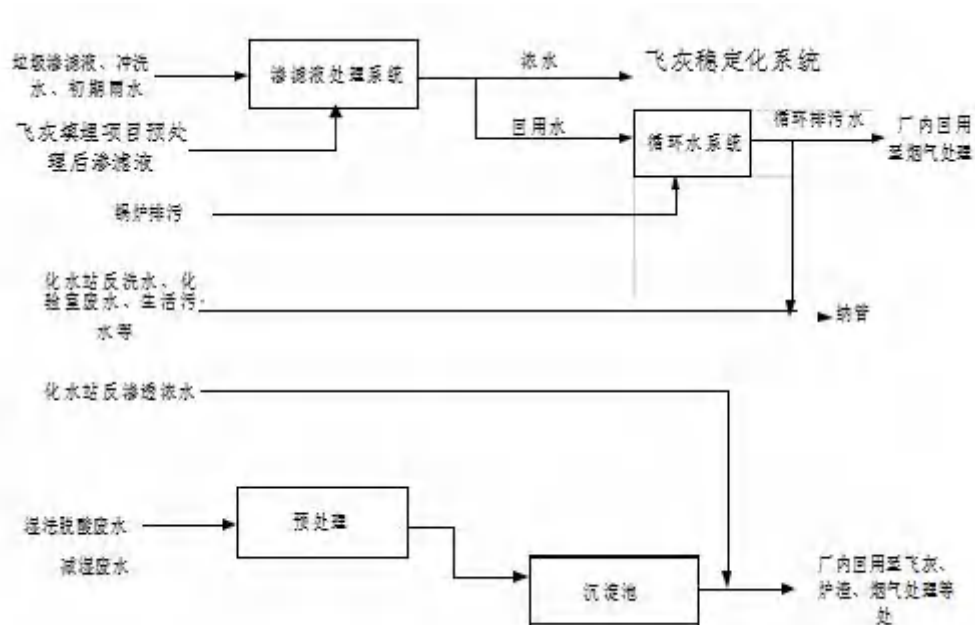 垃圾渗滤液、冲洗
水、初期雨水
渗滤液处理系统
浓水
飞灰稳定化系统
飞灰填埋项目预处
理后渗滤液
回用水
循环水系统
循环排污水
厂内回用
至烟气处理
锅炉排污
化水站反洗水、化
验室废水、生活污
水等
纳管
化水站反渗透浓水
湿法脱酸废水
减湿废水
预处理
沉淀池
厂内回用至飞灰、
炉渣、烟气处理等
处